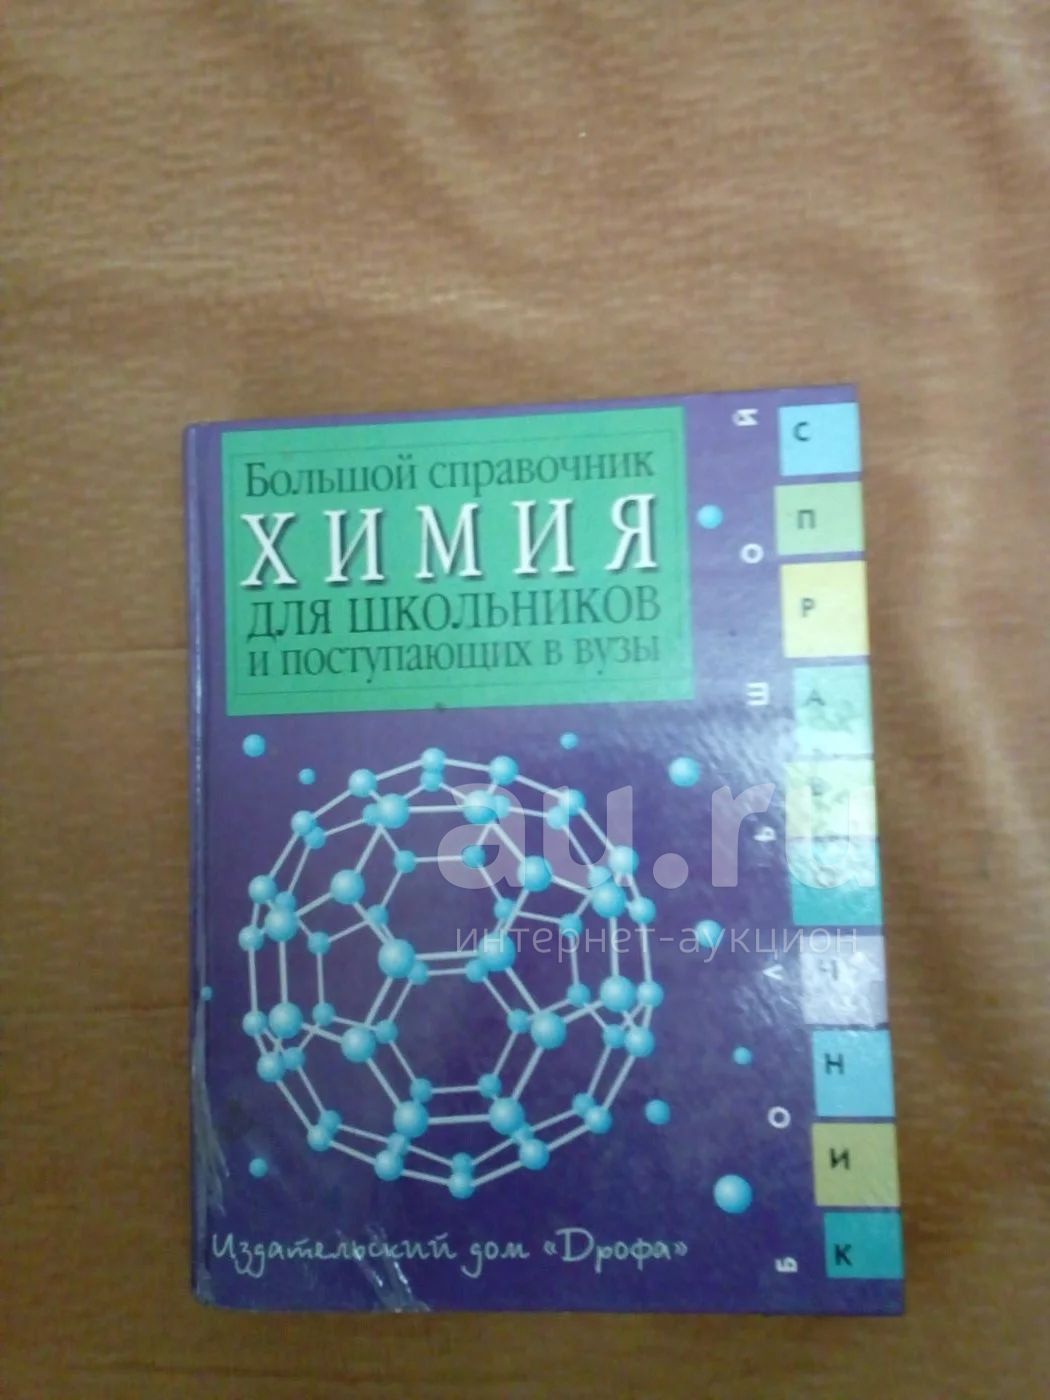 Большой справочник
ХИМИЯ
для школьников
и поступающих в вузы
Большой
СПРАВОЧНИК
au.ru
интернет-аукцион
Издательский дом «Дрофа»